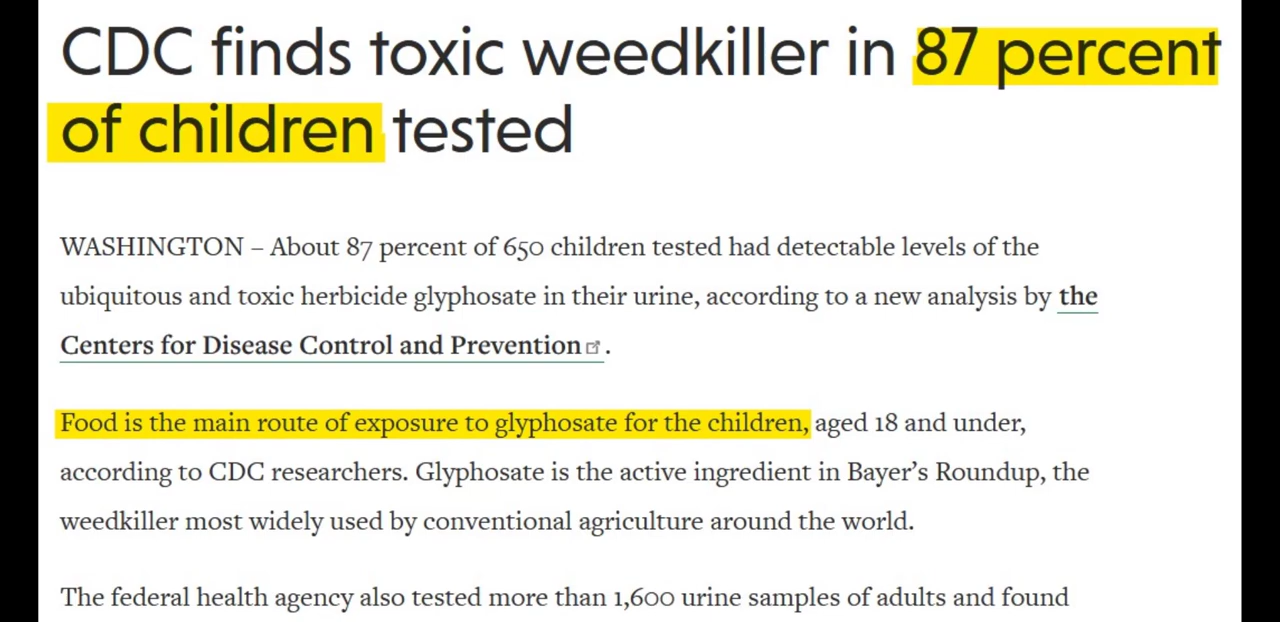 CDC finds toxic weedkiller in 87 percent
of children tested
WASHINGTON – About 87 percent of 650 children tested had detectable levels of the
ubiquitous and toxic herbicide glyphosate in their urine, according to a new analysis by the
Centers for Disease Control and Prevention.
Food is the main route of exposure to glyphosate for the children, aged 18 and under,
according to CDC researchers. Glyphosate is the active ingredient in Bayer’s Roundup, the
weedkiller most widely used by conventional agriculture around the world.
The federal health agency also tested more than 1,600 urine samples of adults and found